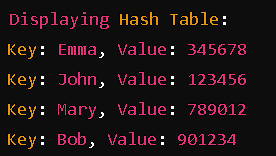 Displaying Hash Table:
Key: Emma, Value: 345678
Key: John, Value: 123456
Key: Mary, Value: 789012
Key: Bob, Value: 901234